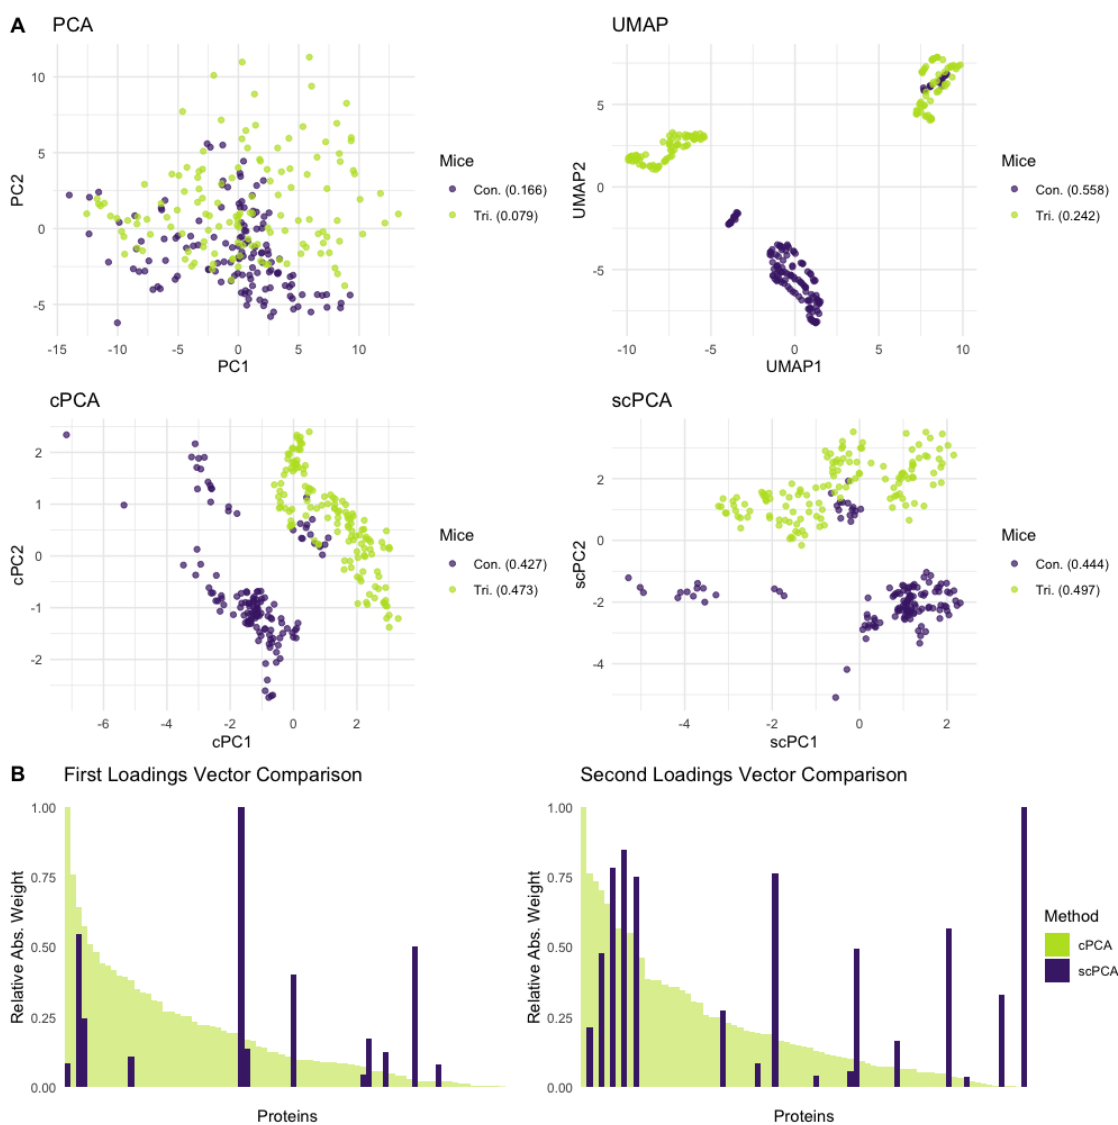 A
PCA
10
5
0
-5
PC2
-15
-10
-5
0
5
10
PC1
Mice
Con. (0.166)
Tri. (0.079)
UMAP
5
0
-5
UMAP2
-10
-5
0
5
10
UMAP1
Mice
Con. (0.558)
Tri. (0.242)
cPCA
2
1
0
-1
-2
cPC2
-6
-4
-2
0
2
cPC1
Mice
Con. (0.427)
Tri. (0.473)
scPCA
2
0
-2
-4
scPC2
-4
-2
0
2
scPC1
Mice
Con. (0.444)
Tri. (0.497)
B
First Loadings Vector Comparison
1.00
0.75
0.50
0.25
0.00
Relative Abs. Weight
Proteins
Second Loadings Vector Comparison
1.00
0.75
0.50
0.25
0.00
Relative Abs. Weight
Proteins
Method
cPCA
scPCA